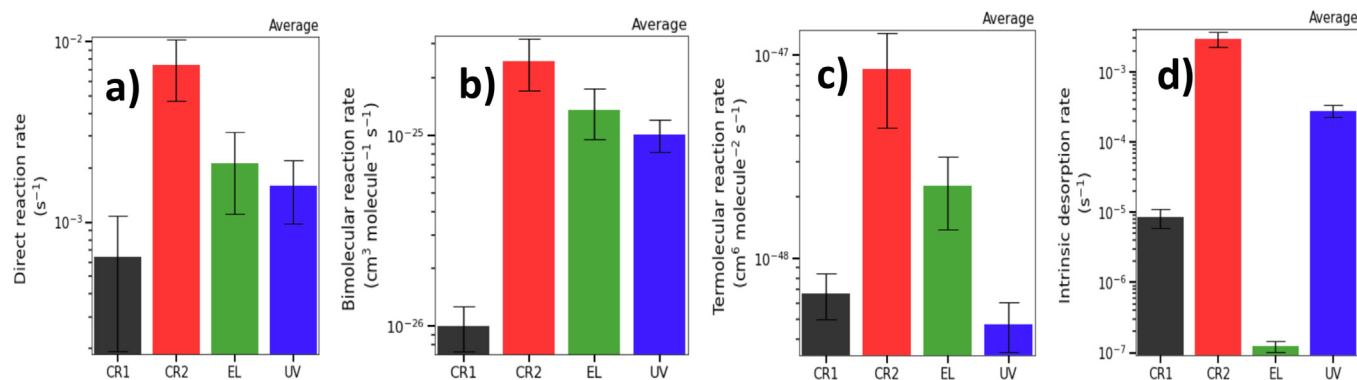 Average
a)
Direct reaction rate
(s⁻¹)
10⁻²
10⁻³
CR1 CR2 EL UV
Average
b)
Bimolecular reaction rate
(cm³ molecule⁻¹ s⁻¹)
10⁻²⁵
10⁻²⁶
CR1 CR2 EL UV
Average
c)
Termolecular reaction rate
(cm⁶ molecule⁻² s⁻¹)
10⁻⁴⁷
10⁻⁴⁸
CR1 CR2 EL UV
Average
d)
Intrinsic desorption rate
(s⁻¹)
10⁻³
10⁻⁴
10⁻⁵
10⁻⁶
10⁻⁷
CR1 CR2 EL UV